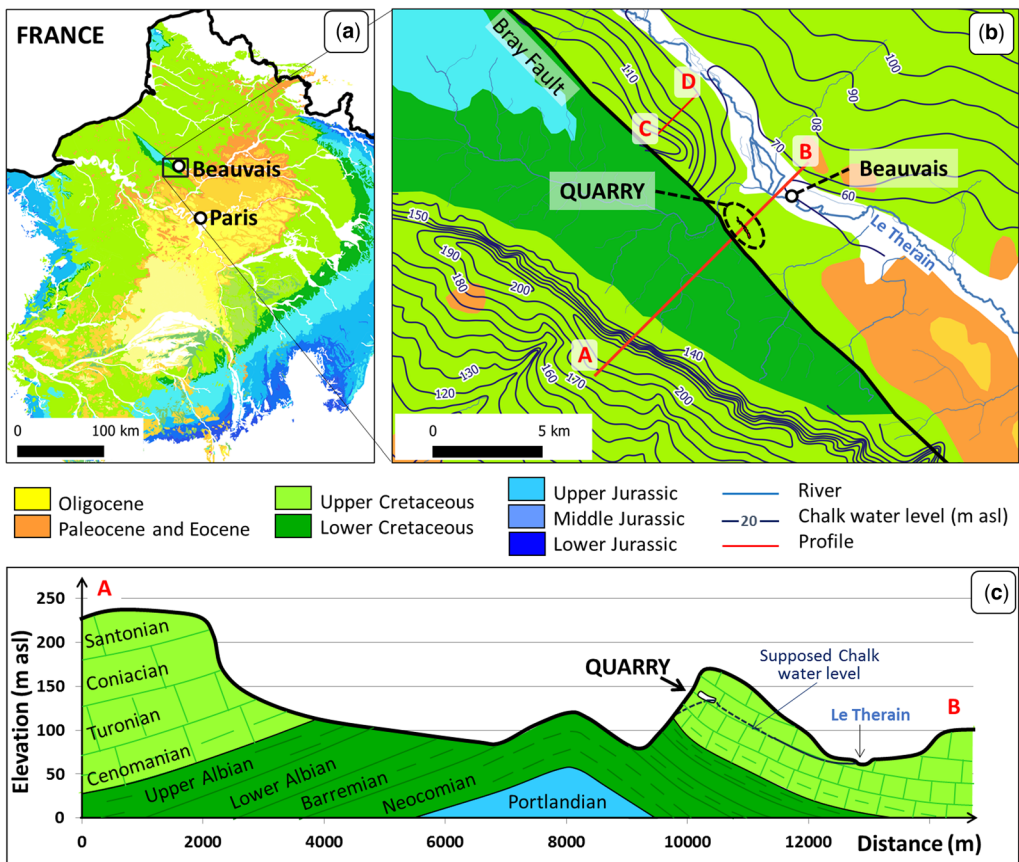 FRANCE
(a)
Beauvais
Paris
0 100 km
(b)
Bray Fault
110
D
C
100
90
80
70
B
60
Beauvais
QUARRY
Le Therain
150
190
180
200
A
140
170
160
200
130
120
0 5 km
Oligocene
Paleocene and Eocene
Upper Cretaceous
Lower Cretaceous
Upper Jurassic
Middle Jurassic
Lower Jurassic
River
20 Chalk water level (m asl)
Profile
(c)
A
B
Elevation (m asl)
250
200
150
100
50
0
Santonian
Coniacian
Turonian
Cenomanian
Upper Albian
Lower Albian
Barremian
Neocomian
Portlandian
QUARRY
Supposed Chalk
water level
Le Therain
0 2000 4000 6000 8000 10000 12000 Distance (m)